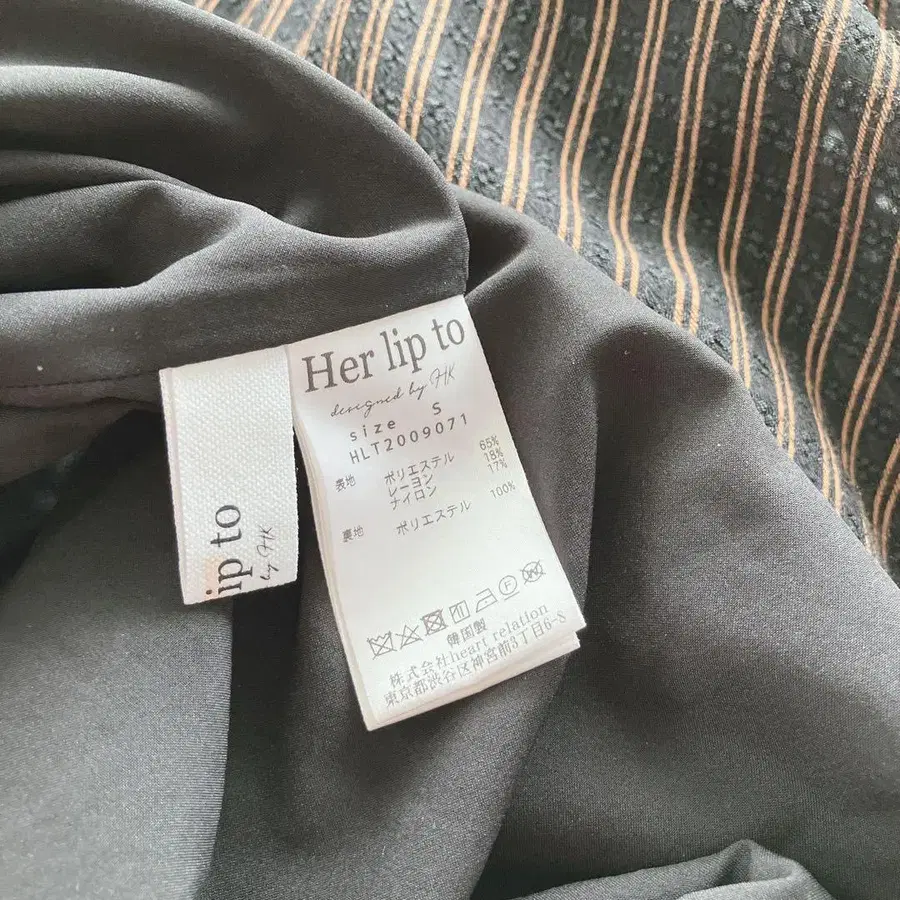 Her lip to
designed by HK
size S
HLT2009071
表地 ポリエステル 65%
レーヨン 18%
ナイロン 17%
裏地 ポリエステル 100%
韓国製
株式会社heart relation
東京都渋谷区神宮前3丁目6-8
lip to
by HK